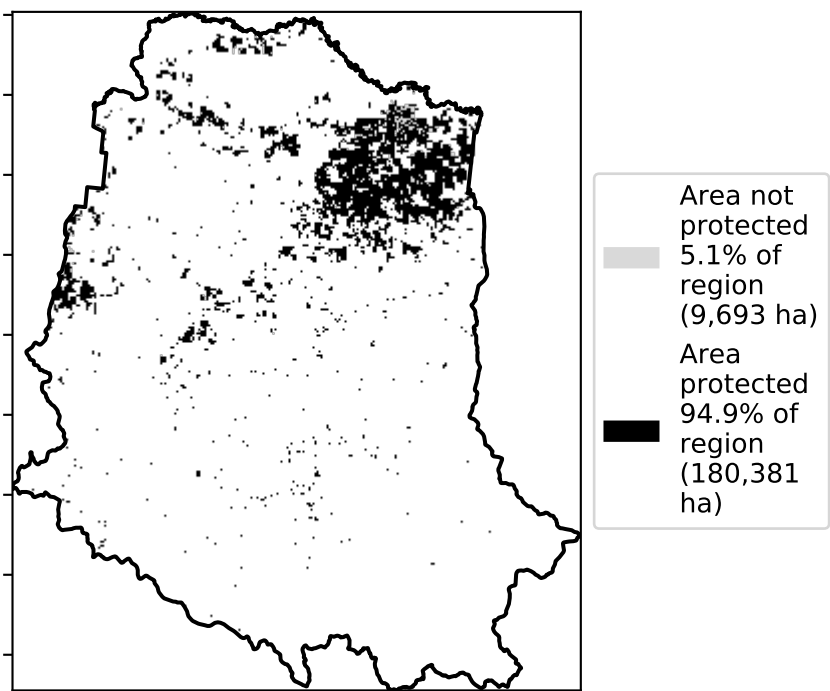 Area not
protected
5.1% of
region
(9,693 ha)
Area
protected
94.9% of
region
(180,381
ha)